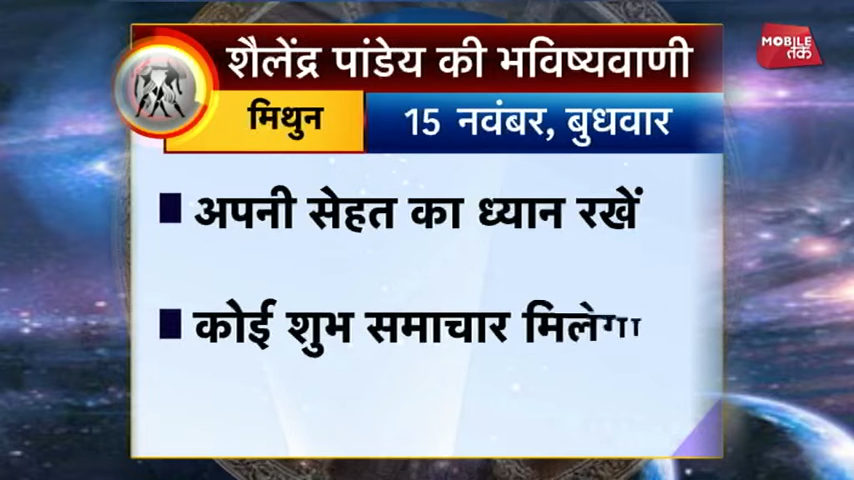 शैलेंद्र पांडेय की भविष्यवाणी
MOBILE
तक
मिथुन
15 नवंबर, बुधवार
अपनी सेहत का ध्यान रखें
कोई शुभ समाचार मिलेगा